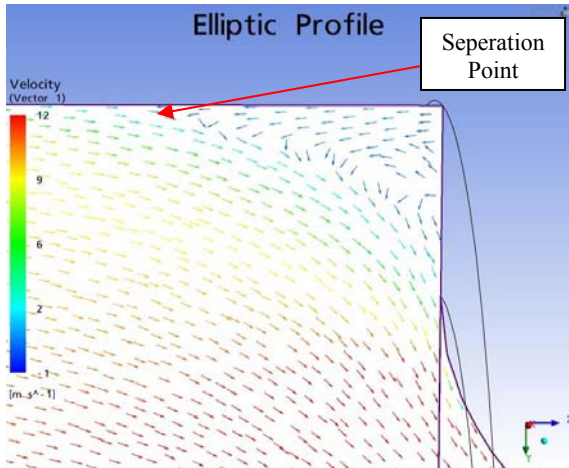 Elliptic Profile
Seperation
Point
Velocity
(Vector 1)
12
9
6
2
-1
[m s^-1]
Y